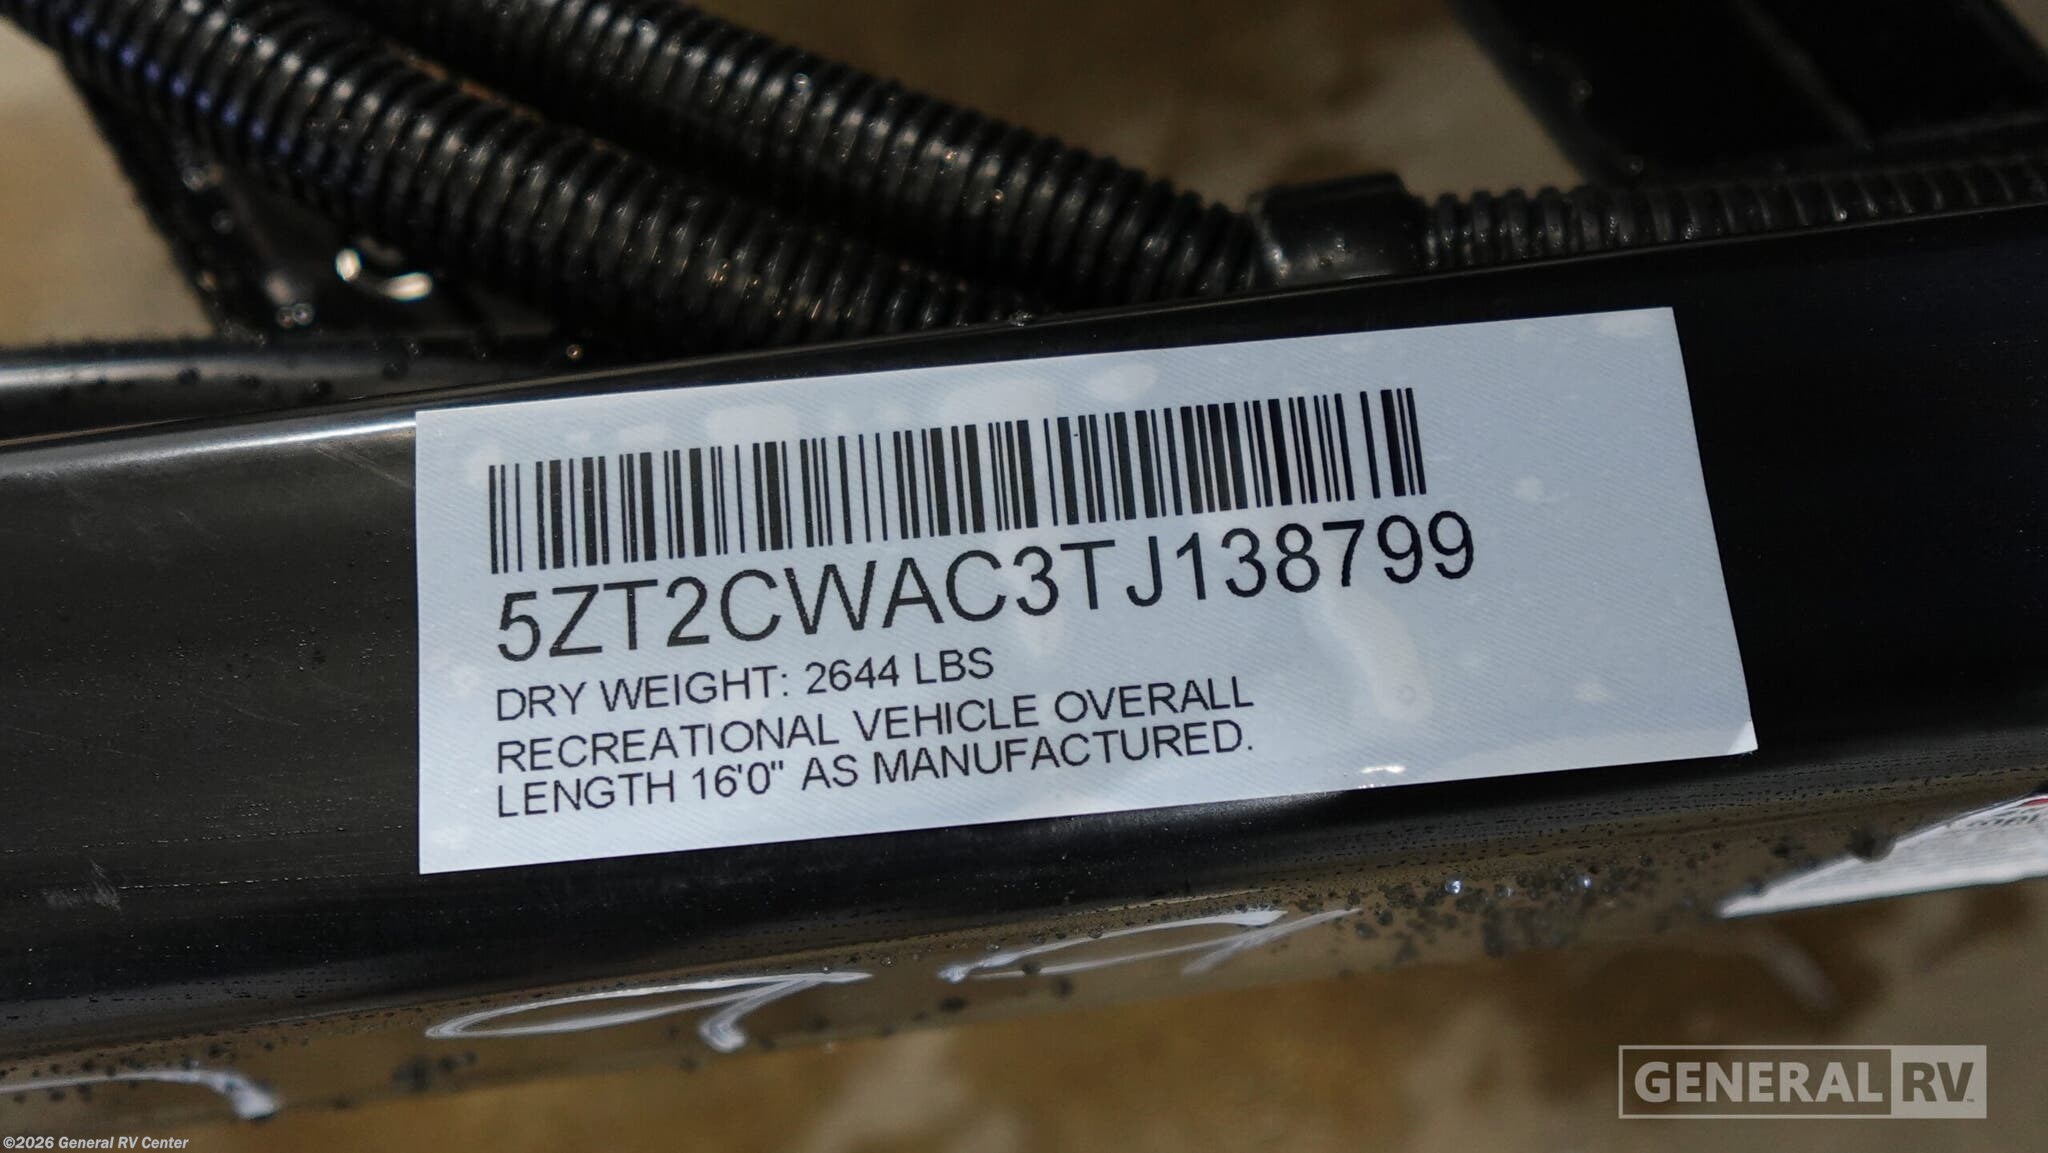 5ZT2CWAC3TJ138799
DRY WEIGHT: 2644 LBS
RECREATIONAL VEHICLE OVERALL
LENGTH 16'0" AS MANUFACTURED.
GENERAL RV
©2026 General RV Center